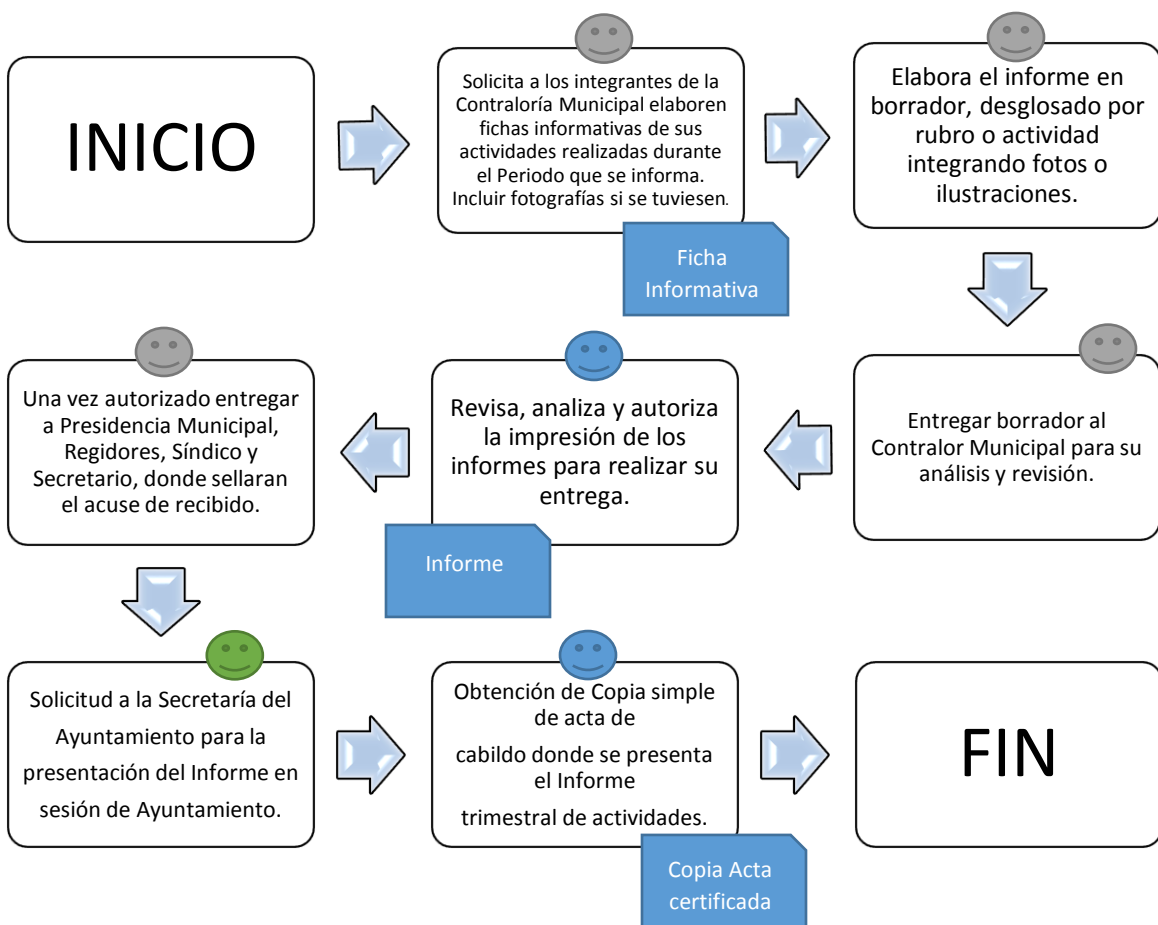 INICIO
Solicita a los integrantes de la
Contraloría Municipal elaboren
fichas informativas de sus
actividades realizadas durante
el Periodo que se informa.
Incluir fotografías si se tuviesen.
Ficha
Informativa
Elabora el informe en
borrador, desglosado por
rubro o actividad
integrando fotos o
ilustraciones.
Entregar borrador al
Contralor Municipal para su
análisis y revisión.
Revisa, analiza y autoriza
la impresión de los
informes para realizar su
entrega.
Informe
Una vez autorizado entregar
a Presidencia Municipal,
Regidores, Síndico y
Secretario, donde sellaran
el acuse de recibido.
Solicitud a la Secretaría del
Ayuntamiento para la
presentación del Informe en
sesión de Ayuntamiento.
Obtención de Copia simple
de acta de
cabildo donde se presenta
el Informe
trimestral de actividades.
Copia Acta
certificada
FIN